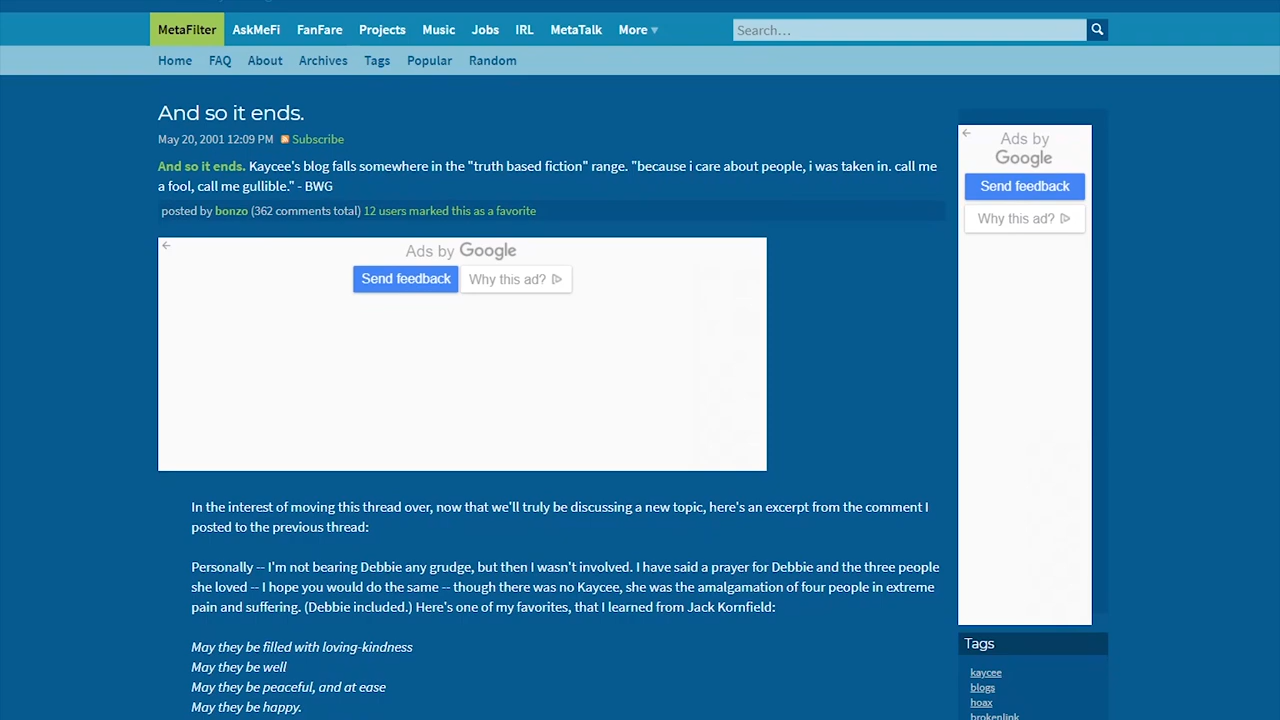 MetaFilter AskMeFi FanFare Projects Music Jobs IRL MetaTalk More ▼ Search…
Home FAQ About Archives Tags Popular Random
And so it ends.
May 20, 2001 12:09 PM Subscribe
And so it ends. Kaycee's blog falls somewhere in the "truth based fiction" range. "because i care about people, i was taken in. call me
a fool, call me gullible." - BWG
posted by bonzo (362 comments total) 12 users marked this as a favorite
Ads by Google
Send feedback Why this ad?
In the interest of moving this thread over, now that we'll truly be discussing a new topic, here's an excerpt from the comment I
posted to the previous thread:
Personally -- I'm not bearing Debbie any grudge, but then I wasn't involved. I have said a prayer for Debbie and the three people
she loved -- I hope you would do the same -- though there was no Kaycee, she was the amalgamation of four people in extreme
pain and suffering. (Debbie included.) Here's one of my favorites, that I learned from Jack Kornfield:
May they be filled with loving-kindness
May they be well
May they be peaceful, and at ease
May they be happy.
Ads by
Google
Send feedback
Why this ad?
Tags
kaycee
blogs
hoax
brokenlink